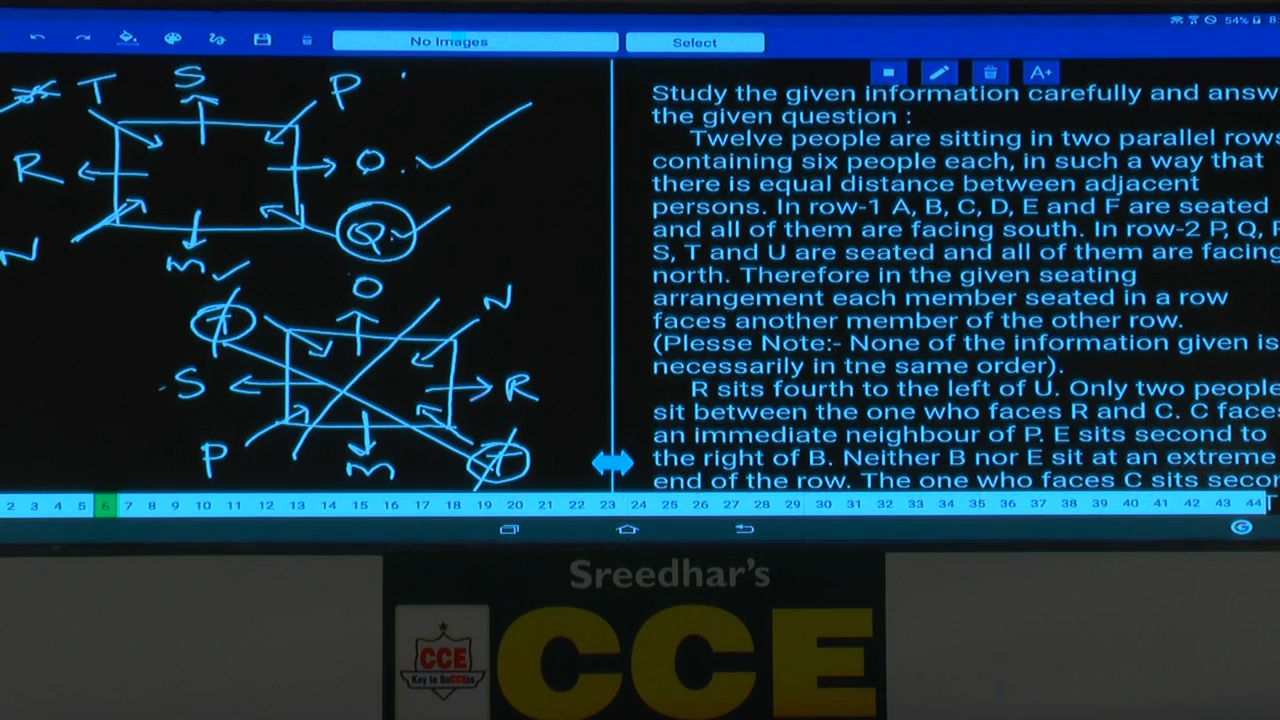 54%
No Images
Select
A+
T S P
R O
N M Q
O N
T
S R
P M T
Study the given information carefully and answ
the given question :
Twelve people are sitting in two parallel rows
containing six people each, in such a way that
there is equal distance between adjacent
persons. In row-1 A, B, C, D, E and F are seated
and all of them are facing south. In row-2 P, Q, R
S, T and U are seated and all of them are facing
north. Therefore in the given seating
arrangement each member seated in a row
faces another member of the other row.
(Plesse Note:- None of the information given is
necessarily in tne same order).
R sits fourth to the left of U. Only two people
sit between the one who faces R and C. C faces
an immediate neighbour of P. E sits second to
the right of B. Neither B nor E sit at an extreme
end of the row. The one who faces C sits secon
2 3 4 5 6 7 8 9 10 11 12 13 14 15 16 17 18 19 20 21 22 23 24 25 26 27 28 29 30 31 32 33 34 35 36 37 38 39 40 41 42 43 44
Sreedhar's
CCE
CCE
Key to SuCCEss